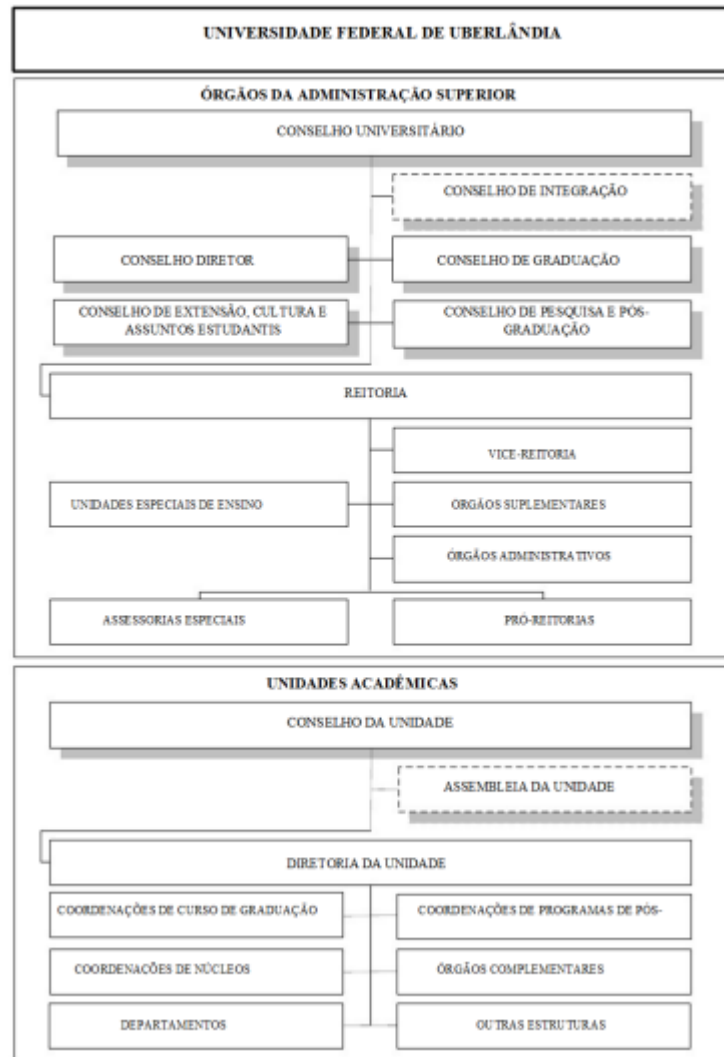 UNIVERSIDADE FEDERAL DE UBERLÂNDIA
ÓRGÃOS DA ADMINISTRAÇÃO SUPERIOR
CONSELHO UNIVERSITÁRIO
CONSELHO DE INTEGRAÇÃO
CONSELHO DIRETOR
CONSELHO DE GRADUAÇÃO
CONSELHO DE EXTENSÃO, CULTURA E
ASSUNTOS ESTUDANTIS
CONSELHO DE PESQUISA E PÓS-
GRADUAÇÃO
REITORIA
VICE-REITORIA
UNIDADES ESPECIAIS DE ENSINO
ORGÃOS SUPLEMENTARES
ÓRGÃOS ADMINISTRATIVOS
ASSESSORIAS ESPECIAIS
PRÓ-REITORIAS
UNIDADES ACADÊMICAS
CONSELHO DA UNIDADE
ASSEMBLEIA DA UNIDADE
DIRETORIA DA UNIDADE
COORDENAÇÕES DE CURSO DE GRADUAÇÃO
COORDENAÇÕES DE PROGRAMAS DE PÓS-
COORDENAÇÕES DE NÚCLEOS
ÓRGÃOS COMPLEMENTARES
DEPARTAMENTOS
OUTRAS ESTRUTURAS